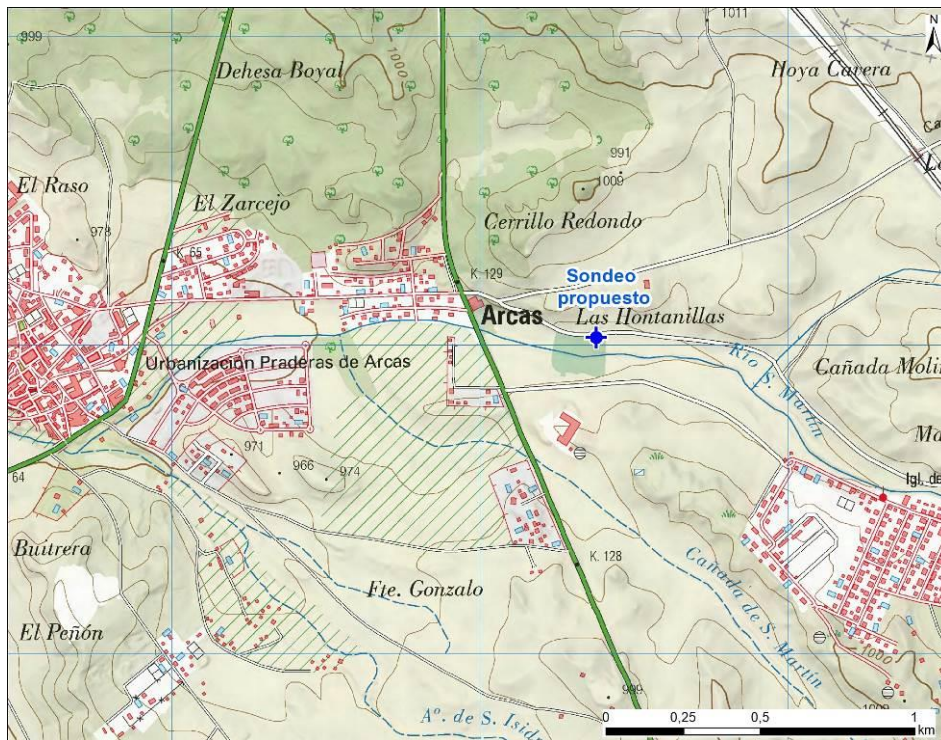 999
1000
1011
N
Dehesa Boyal
Hoya Carera
991
1009
El Raso
El Zarcejo
978
Cerrillo Redondo
K. 65
K. 129
Sondeo
propuesto
Arcas
Las Hontanillas
Urbanización Praderas de Arcas
Río S. Martín
Cañada Molin
971
966
974
64
Igl. de
Buitrera
K. 128
Fte. Gonzalo
Cañada de S. Martín
El Peñón
1000
999
Aº. de S. Isid
0
0,25
0,5
1
km